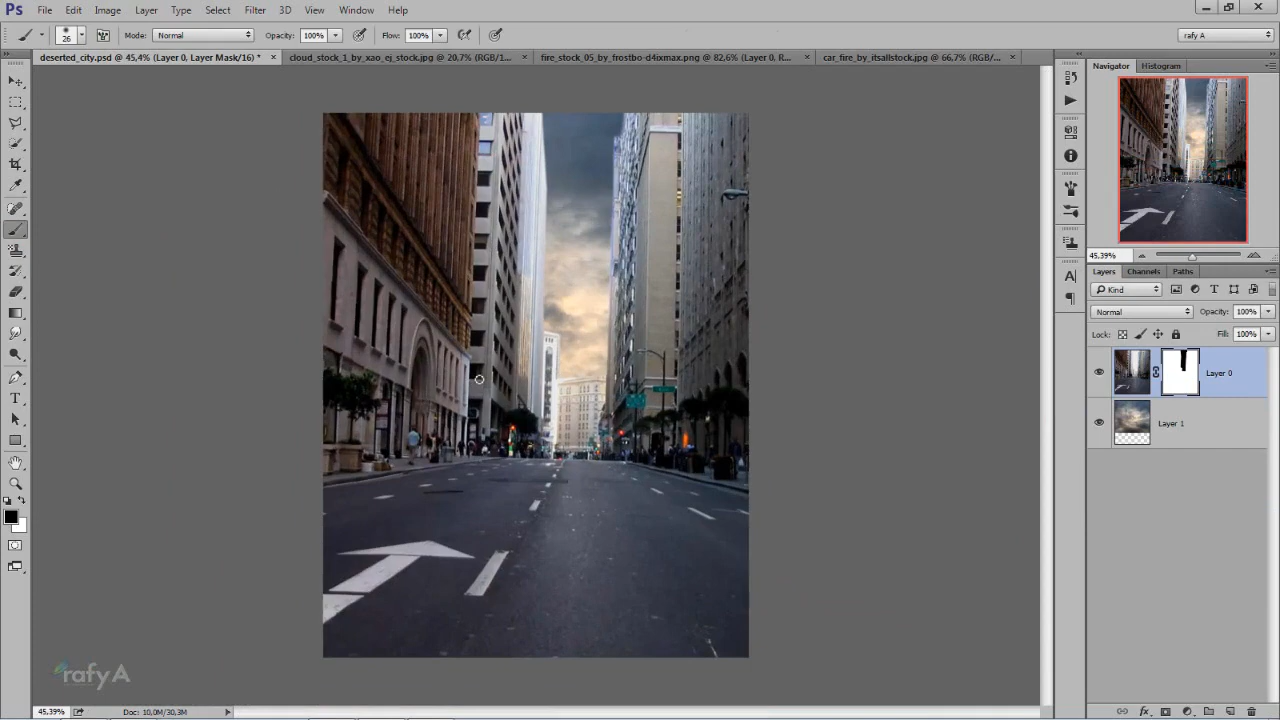 Ps File Edit Image Layer Type Select Filter 3D View Window Help
26 Mode: Normal Opacity: 100% Flow: 100% rafy A
deserted_city.psd @ 45,4% (Layer 0, Layer Mask/16) * × cloud_stock_1_by_xao_ej_stock.jpg @ 20,7% (RGB/1... × fire_stock_05_by_frostbo-d4ixmax.png @ 82,6% (Layer 0, R... × car_fire_by_itsallstock.jpg @ 66,7% (RGB/... ×
Navigator Histogram
45,39%
Layers Channels Paths
Kind
Normal Opacity: 100%
Lock: Fill: 100%
Layer 0
Layer 1
rafy A
45,39% Doc: 10,0M/30,3M